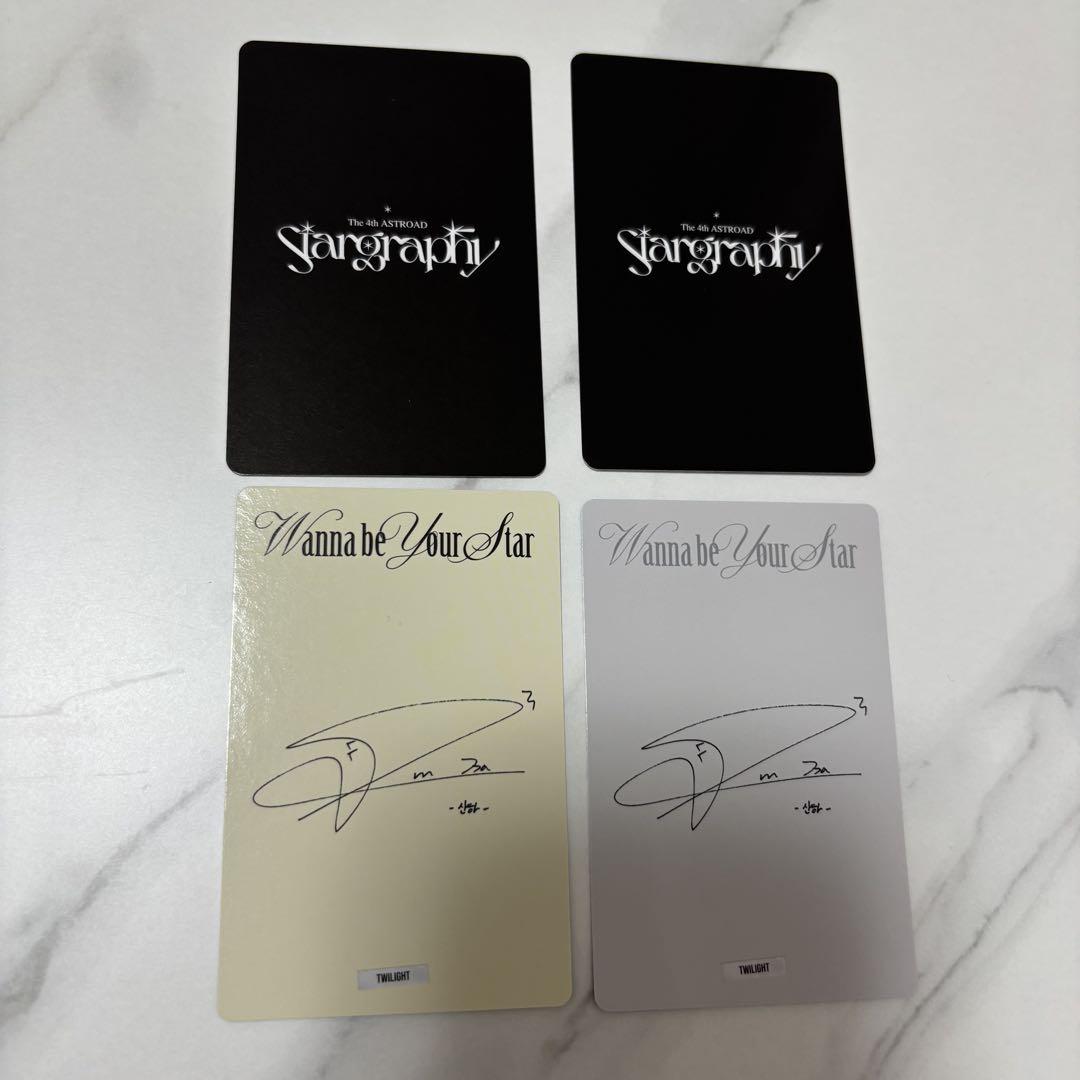 The 4th ASTROAD
Stargraphy
The 4th ASTROAD
Stargraphy
Wanna be Your Star
-산하-
TWILIGHT
Wanna be Your Star
-산하-
TWILIGHT